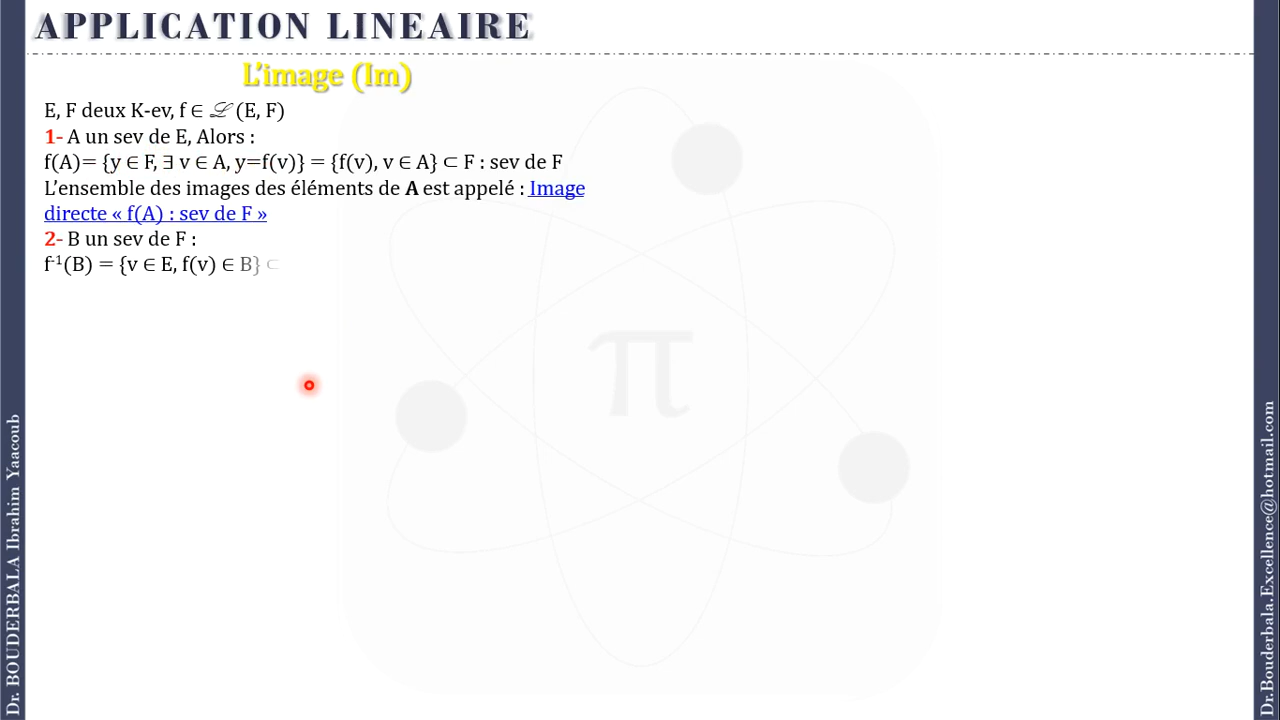 APPLICATION LINEAIRE
L'image (Im)
E, F deux K-ev, f ∈ ℒ (E, F)
1- A un sev de E, Alors :
f(A)= {y ∈ F, ∃ v ∈ A, y=f(v)} = {f(v), v ∈ A} ⊂ F : sev de F
L'ensemble des images des éléments de A est appelé : Image
directe « f(A) : sev de F »
2- B un sev de F :
f⁻¹(B) = {v ∈ E, f(v) ∈ B} ⊂
π
Dr. BOUDERBALA Ibrahim Yaacoub
Dr.Bouderbala.Excellence@hotmail.com